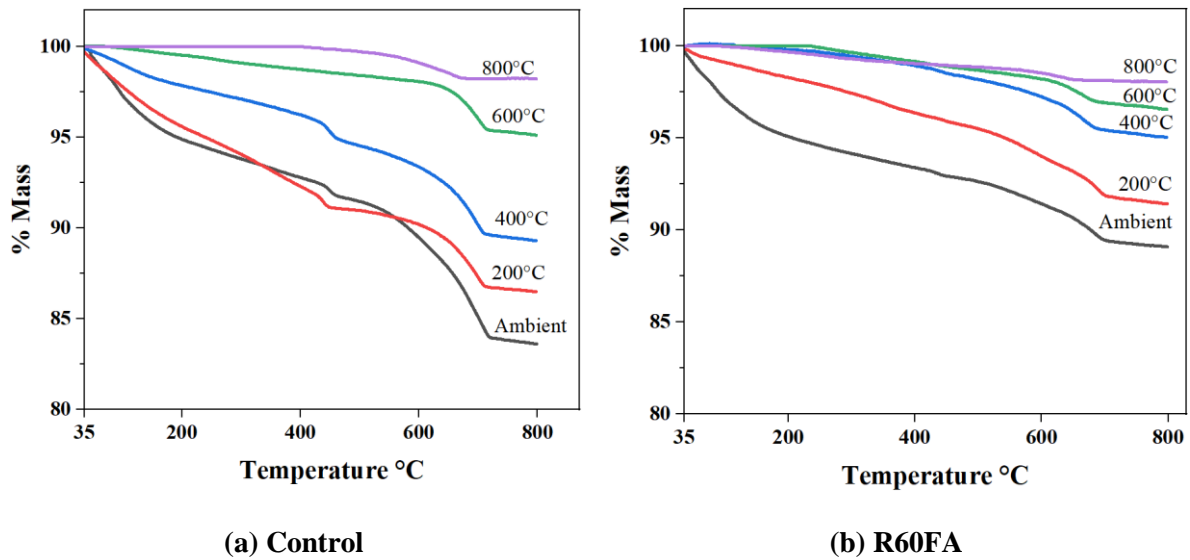 100
95
90
85
80
% Mass
800°C
600°C
400°C
200°C
Ambient
35 200 400 600 800
Temperature °C
(a) Control
100
95
90
85
80
% Mass
800°C
600°C
400°C
200°C
Ambient
35 200 400 600 800
Temperature °C
(b) R60FA